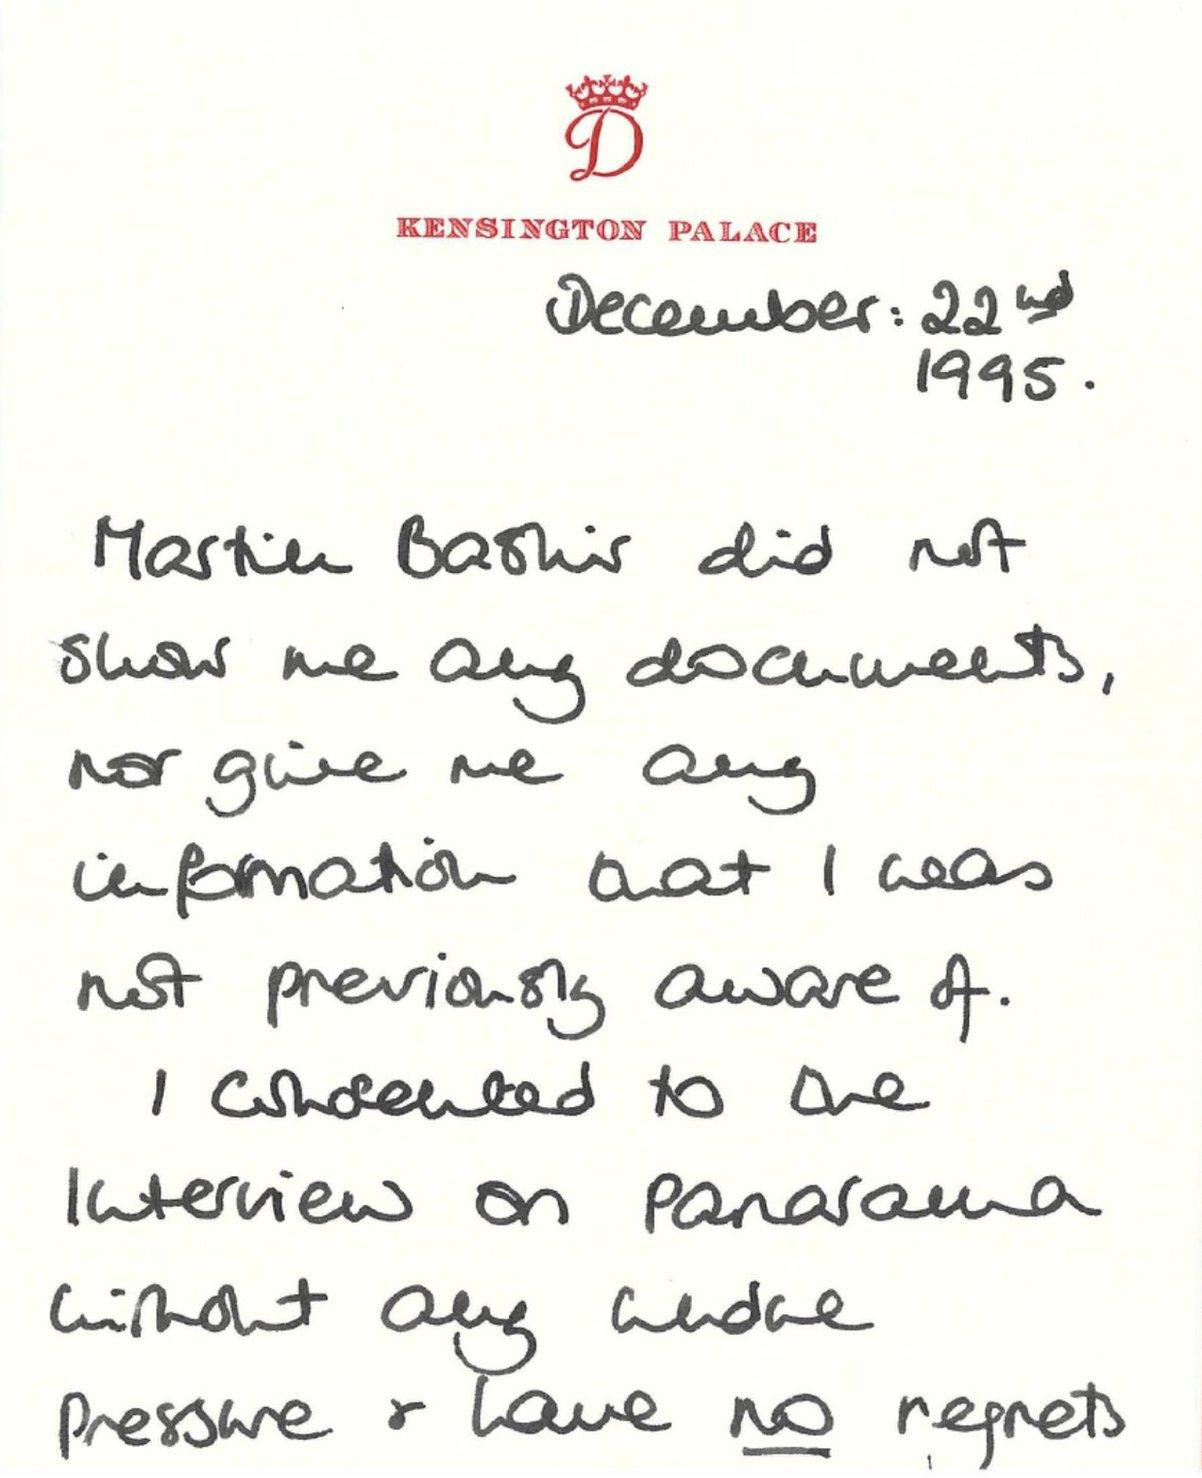 D
KENSINGTON PALACE
December: 22nd
1995.
Martin Bashir did not
show me any documents,
nor give me any
information that I was
not previously aware of.
I consented to the
interview on Panarama
without any undue
pressure & have no regrets